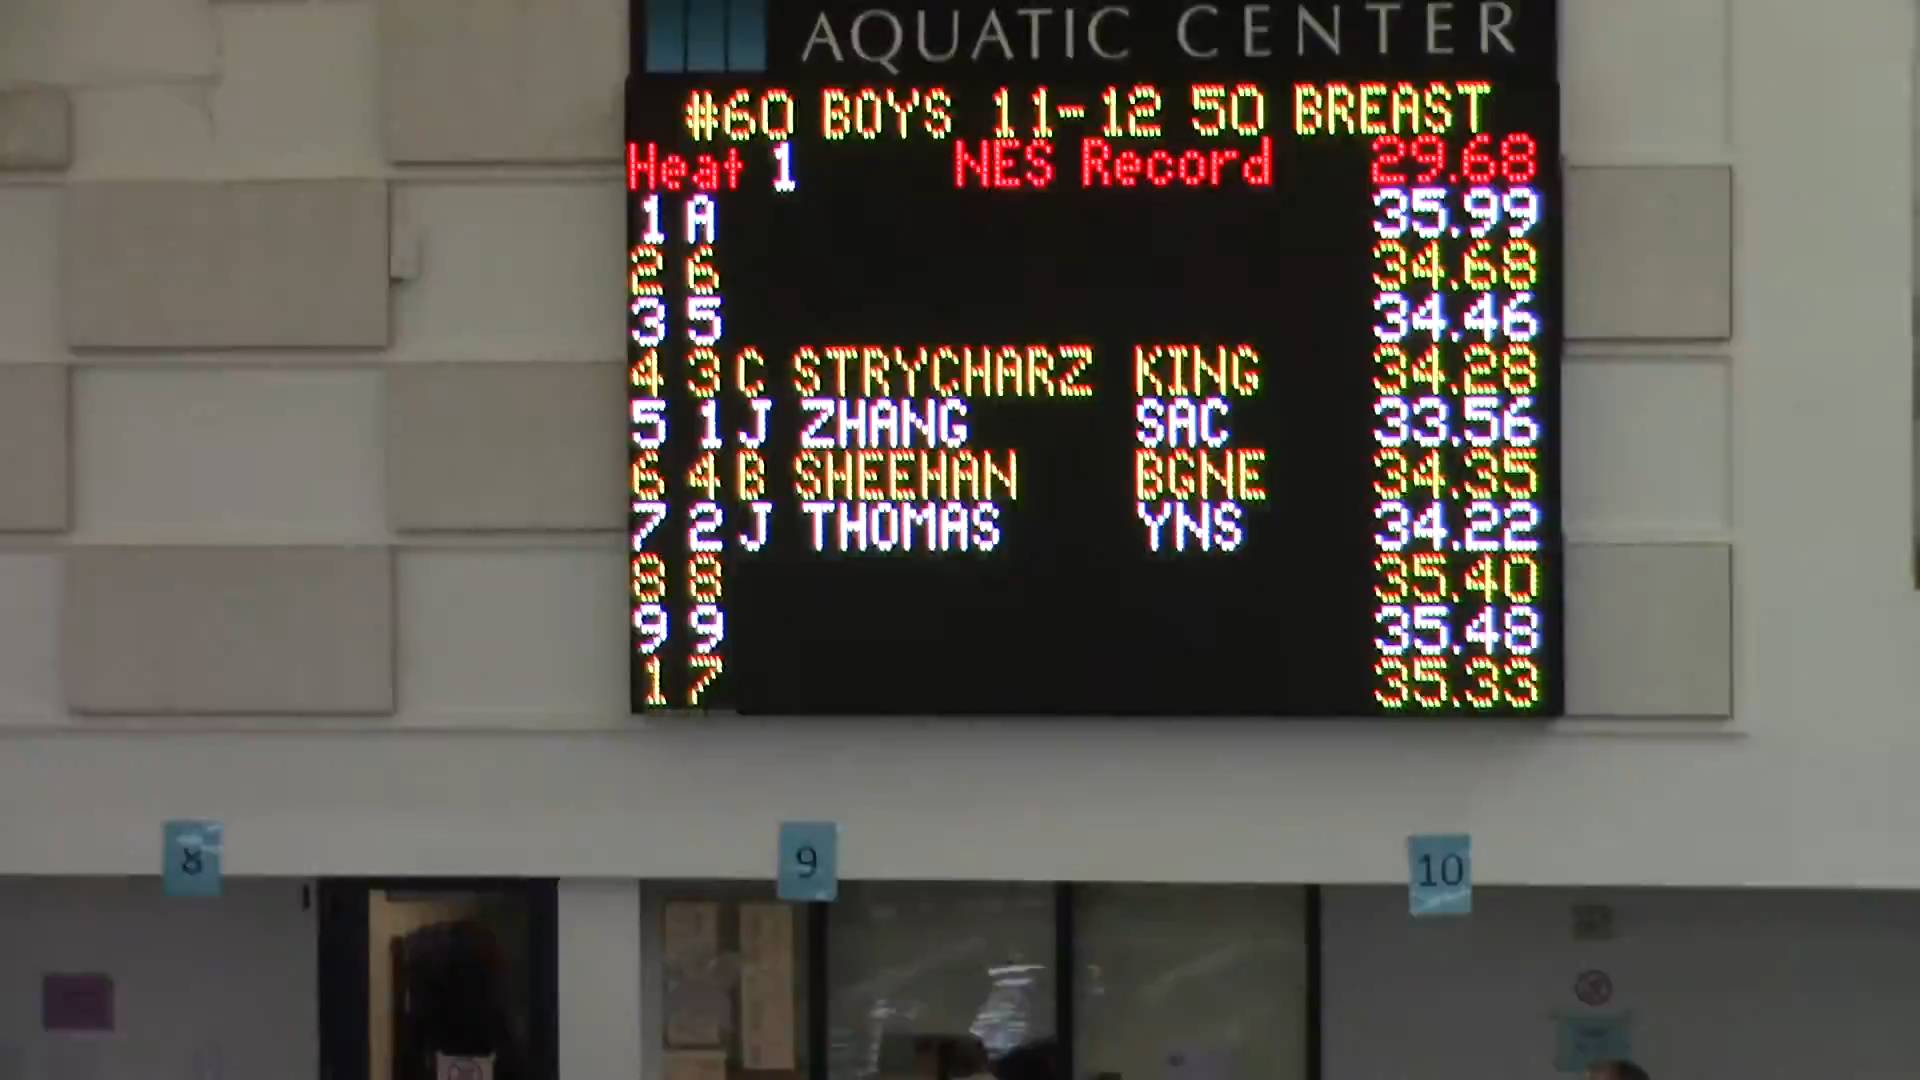 AQUATIC CENTER
#60 BOYS 11-12 50 BREAST
Heat 1 NES Record 29.68
1 A 35.99
2 6 34.68
3 5 34.46
4 3 C STRYCHARZ KING 34.28
5 1 J ZHANG SAC 33.56
6 4 B SHEEHAN BGNE 34.35
7 2 J THOMAS YNS 34.22
8 8 35.40
9 9 35.48
1 7 35.33
8
9
10